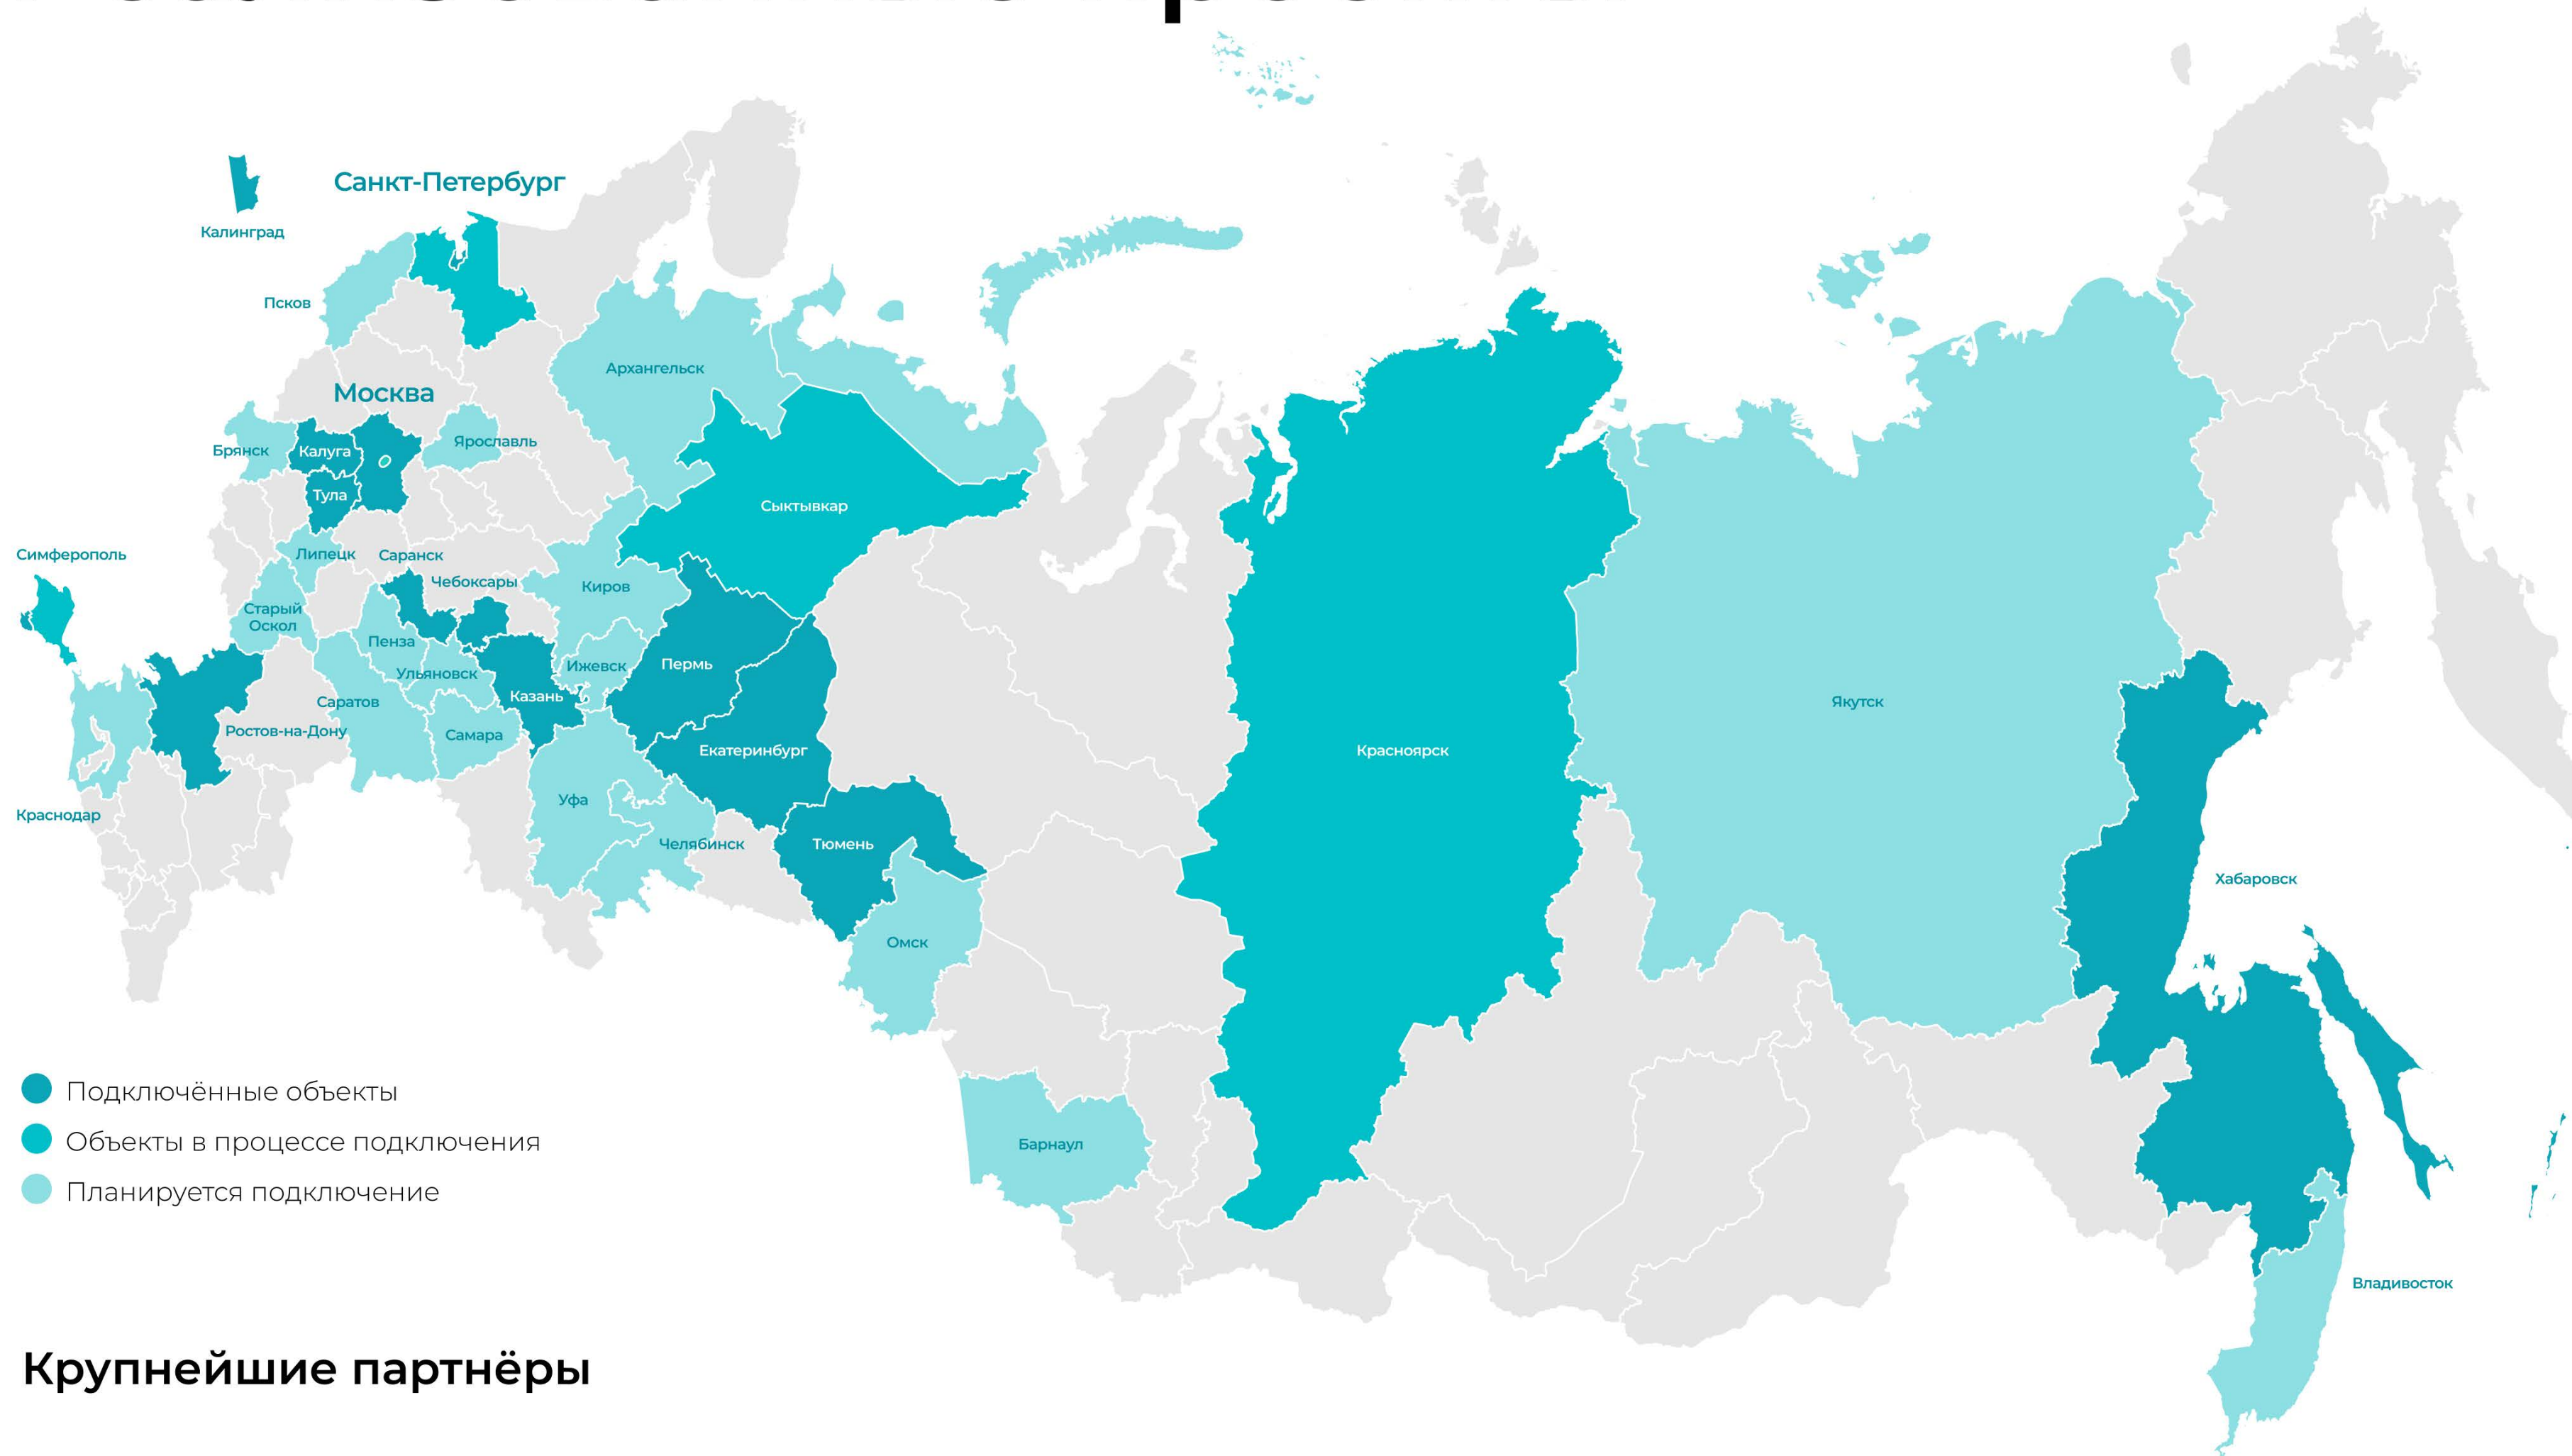 Санкт-Петербург
Калинград
Псков
Архангельск
Москва
Ярославль
Брянск
Калуга
Тула
Сыктывкар
Симферополь
Липецк
Саранск
Чебоксары
Киров
Старый
Оскол
Пенза
Ульяновск
Ижевск
Пермь
Казань
Саратов
Ростов-на-Дону
Самара
Екатеринбург
Красноярск
Якутск
Уфа
Краснодар
Челябинск
Тюмень
Хабаровск
Омск
Барнаул
Владивосток
Подключённые объекты
Объекты в процессе подключения
Планируется подключение
Крупнейшие партнёры